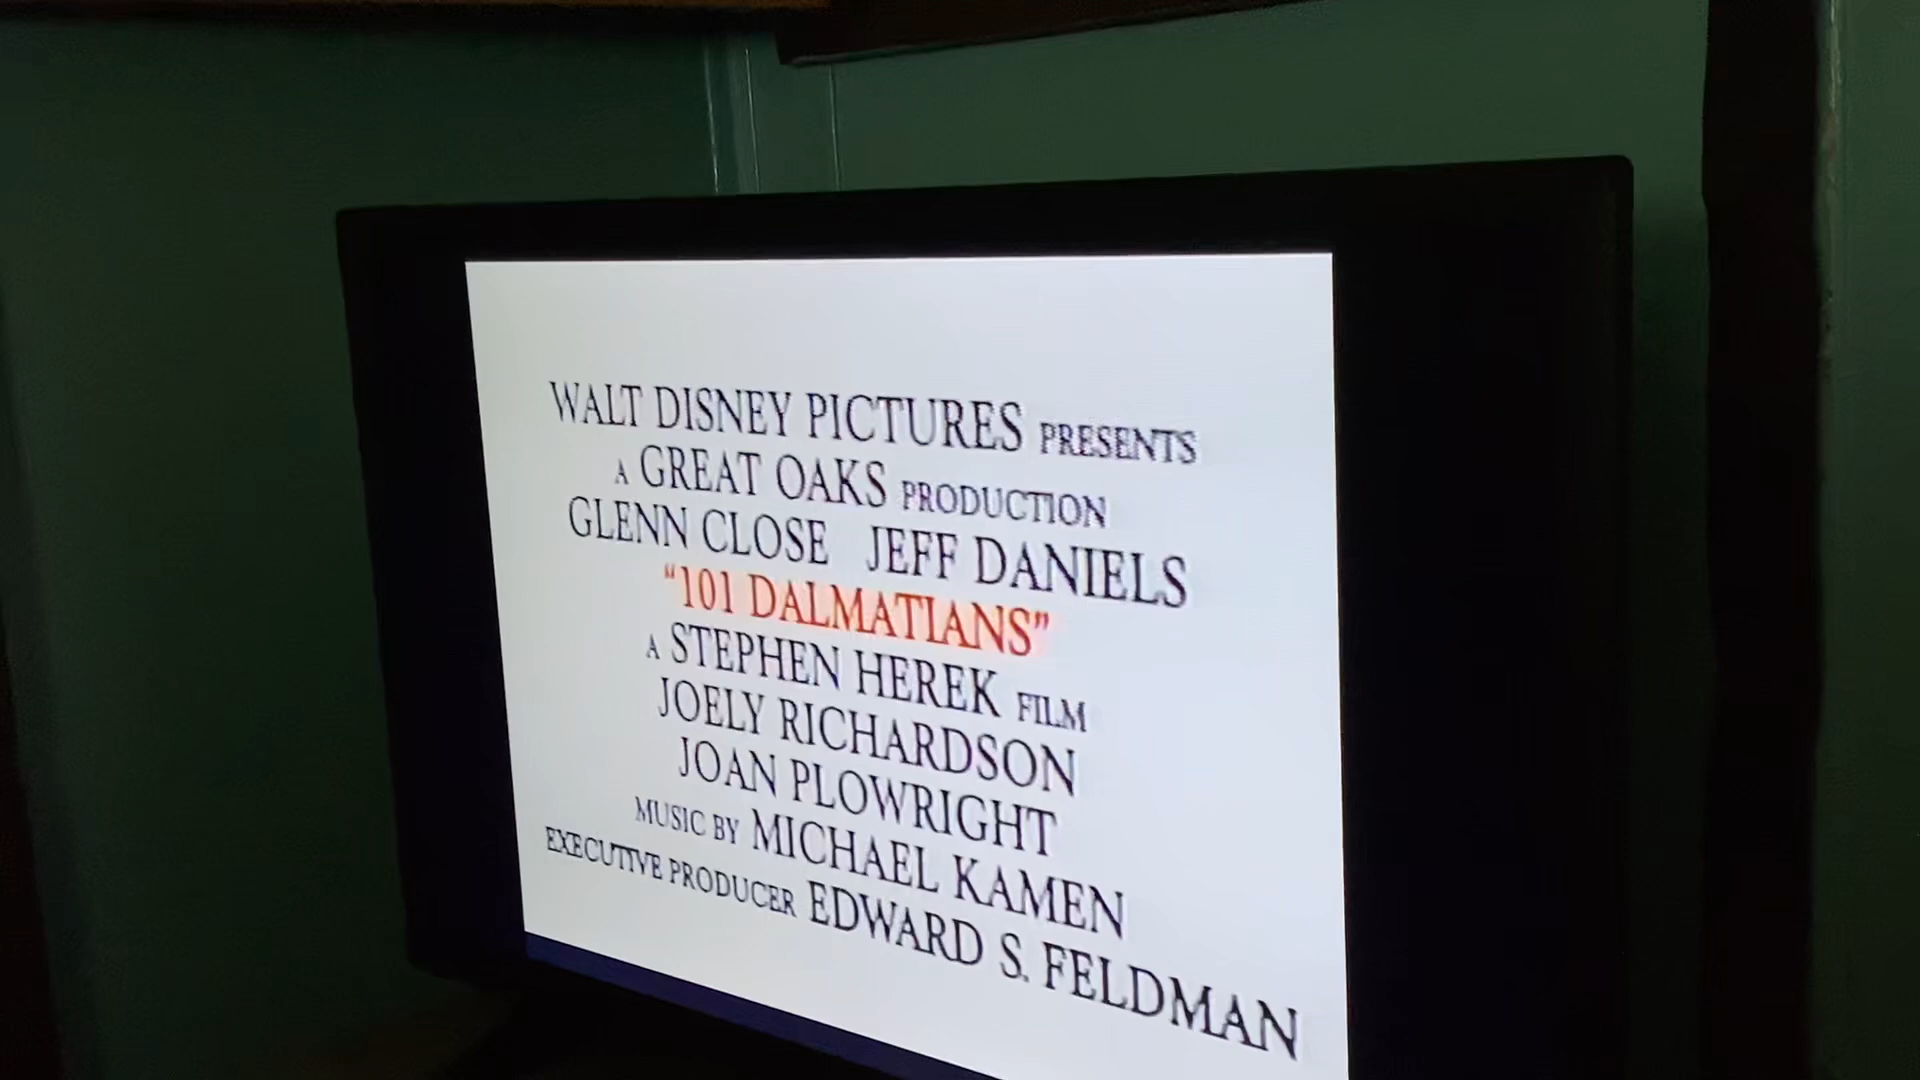 WALT DISNEY PICTURES PRESENTS
A GREAT OAKS PRODUCTION
GLENN CLOSE JEFF DANIELS
“101 DALMATIANS”
A STEPHEN HEREK FILM
JOELY RICHARDSON
JOAN PLOWRIGHT
MUSIC BY MICHAEL KAMEN
EXECUTIVE PRODUCER EDWARD S. FELDMAN